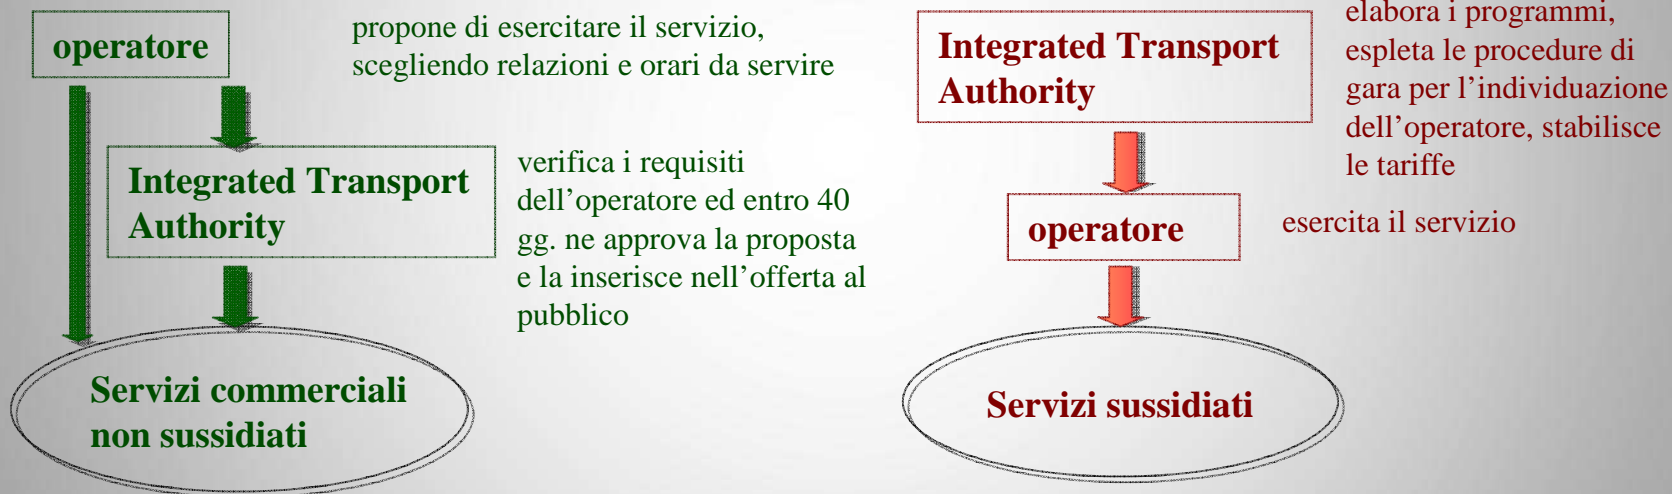 operatore
propone di esercitare il servizio,
scegliendo relazioni e orari da servire
Integrated Transport
Authority
verifica i requisiti
dell’operatore ed entro 40
gg. ne approva la proposta
e la inserisce nell’offerta al
pubblico
Servizi commerciali
non sussidiati
Integrated Transport
Authority
elabora i programmi,
espleta le procedure di
gara per l’individuazione
dell’operatore, stabilisce
le tariffe
operatore
esercita il servizio
Servizi sussidiati